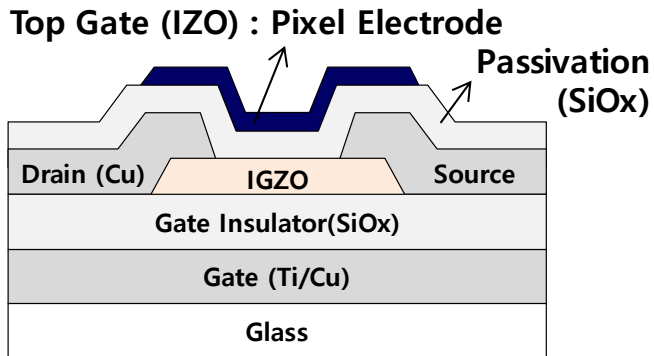 Top Gate (IZO) : Pixel Electrode
Passivation
(SiOx)
Drain (Cu)
IGZO
Source
Gate Insulator(SiOx)
Gate (Ti/Cu)
Glass